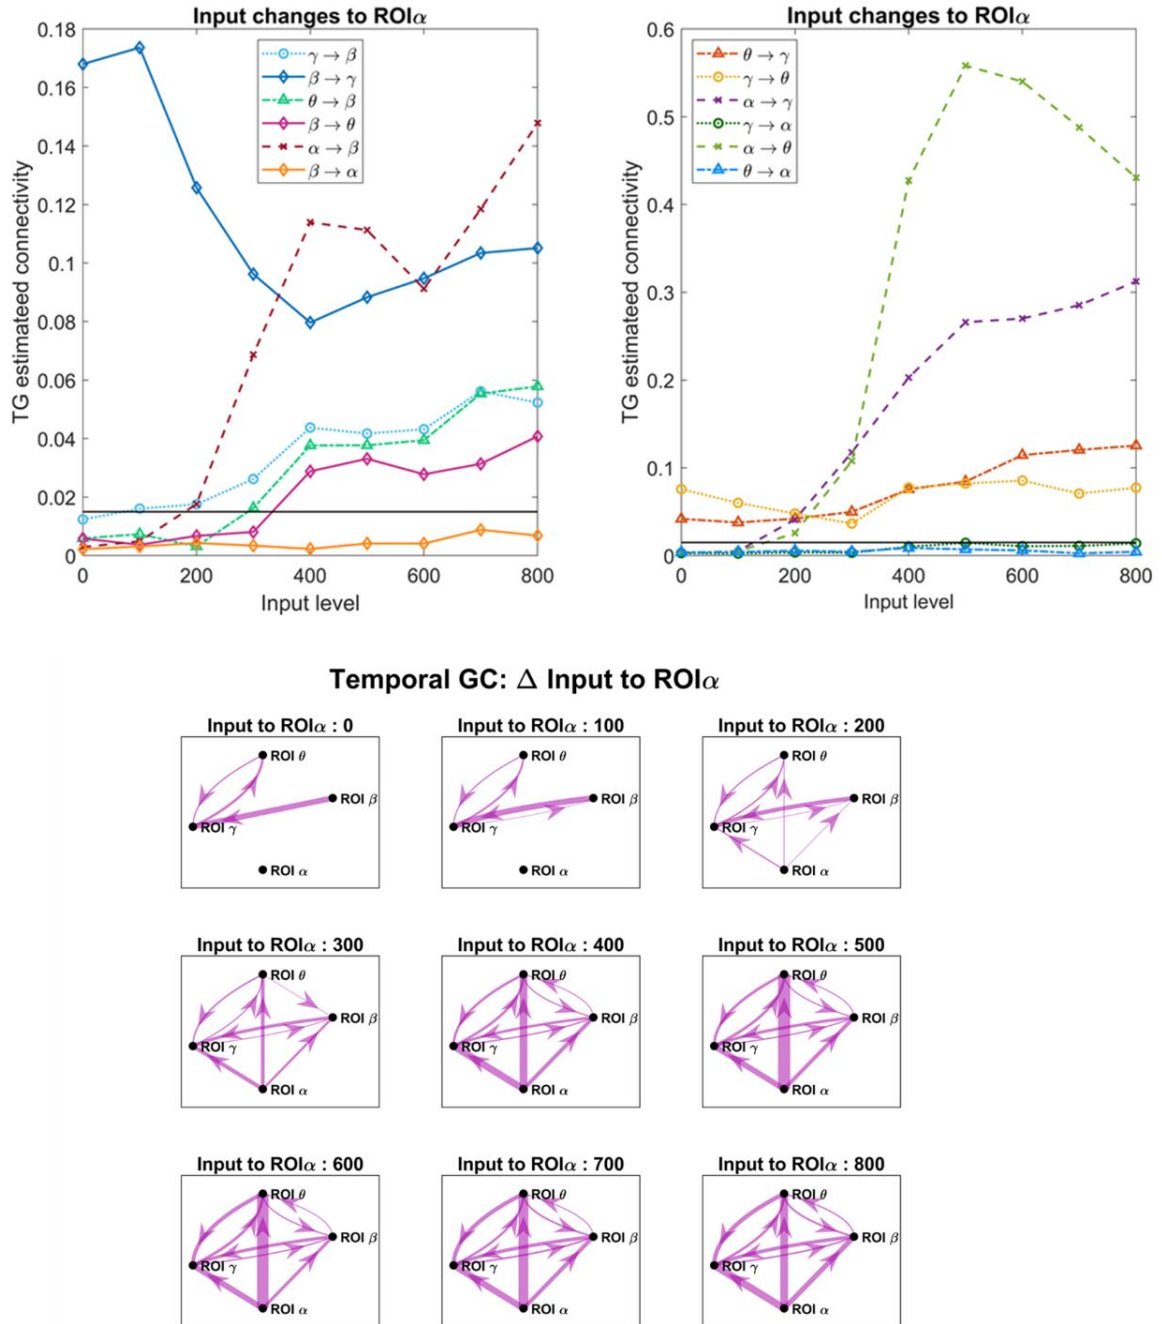 Input changes to ROIα
0.18
0.16
0.14
0.12
0.1
0.08
0.06
0.04
0.02
0
TG estimateed connectivity
γ → β
β → γ
θ → β
β → θ
α → β
β → α
0 200 400 600 800
Input level
Input changes to ROIα
0.6
0.5
0.4
0.3
0.2
0.1
0
TG estimateed connectivity
θ → γ
γ → θ
α → γ
γ → α
α → θ
θ → α
0 200 400 600 800
Input level
Temporal GC: Δ Input to ROIα
Input to ROIα : 0
ROI θ
ROI β
ROI γ
ROI α
Input to ROIα : 100
ROI θ
ROI β
ROI γ
ROI α
Input to ROIα : 200
ROI θ
ROI β
ROI γ
ROI α
Input to ROIα : 300
ROI θ
ROI β
ROI γ
ROI α
Input to ROIα : 400
ROI θ
ROI β
ROI γ
ROI α
Input to ROIα : 500
ROI θ
ROI β
ROI γ
ROI α
Input to ROIα : 600
ROI θ
ROI β
ROI γ
ROI α
Input to ROIα : 700
ROI θ
ROI β
ROI γ
ROI α
Input to ROIα : 800
ROI θ
ROI β
ROI γ
ROI α